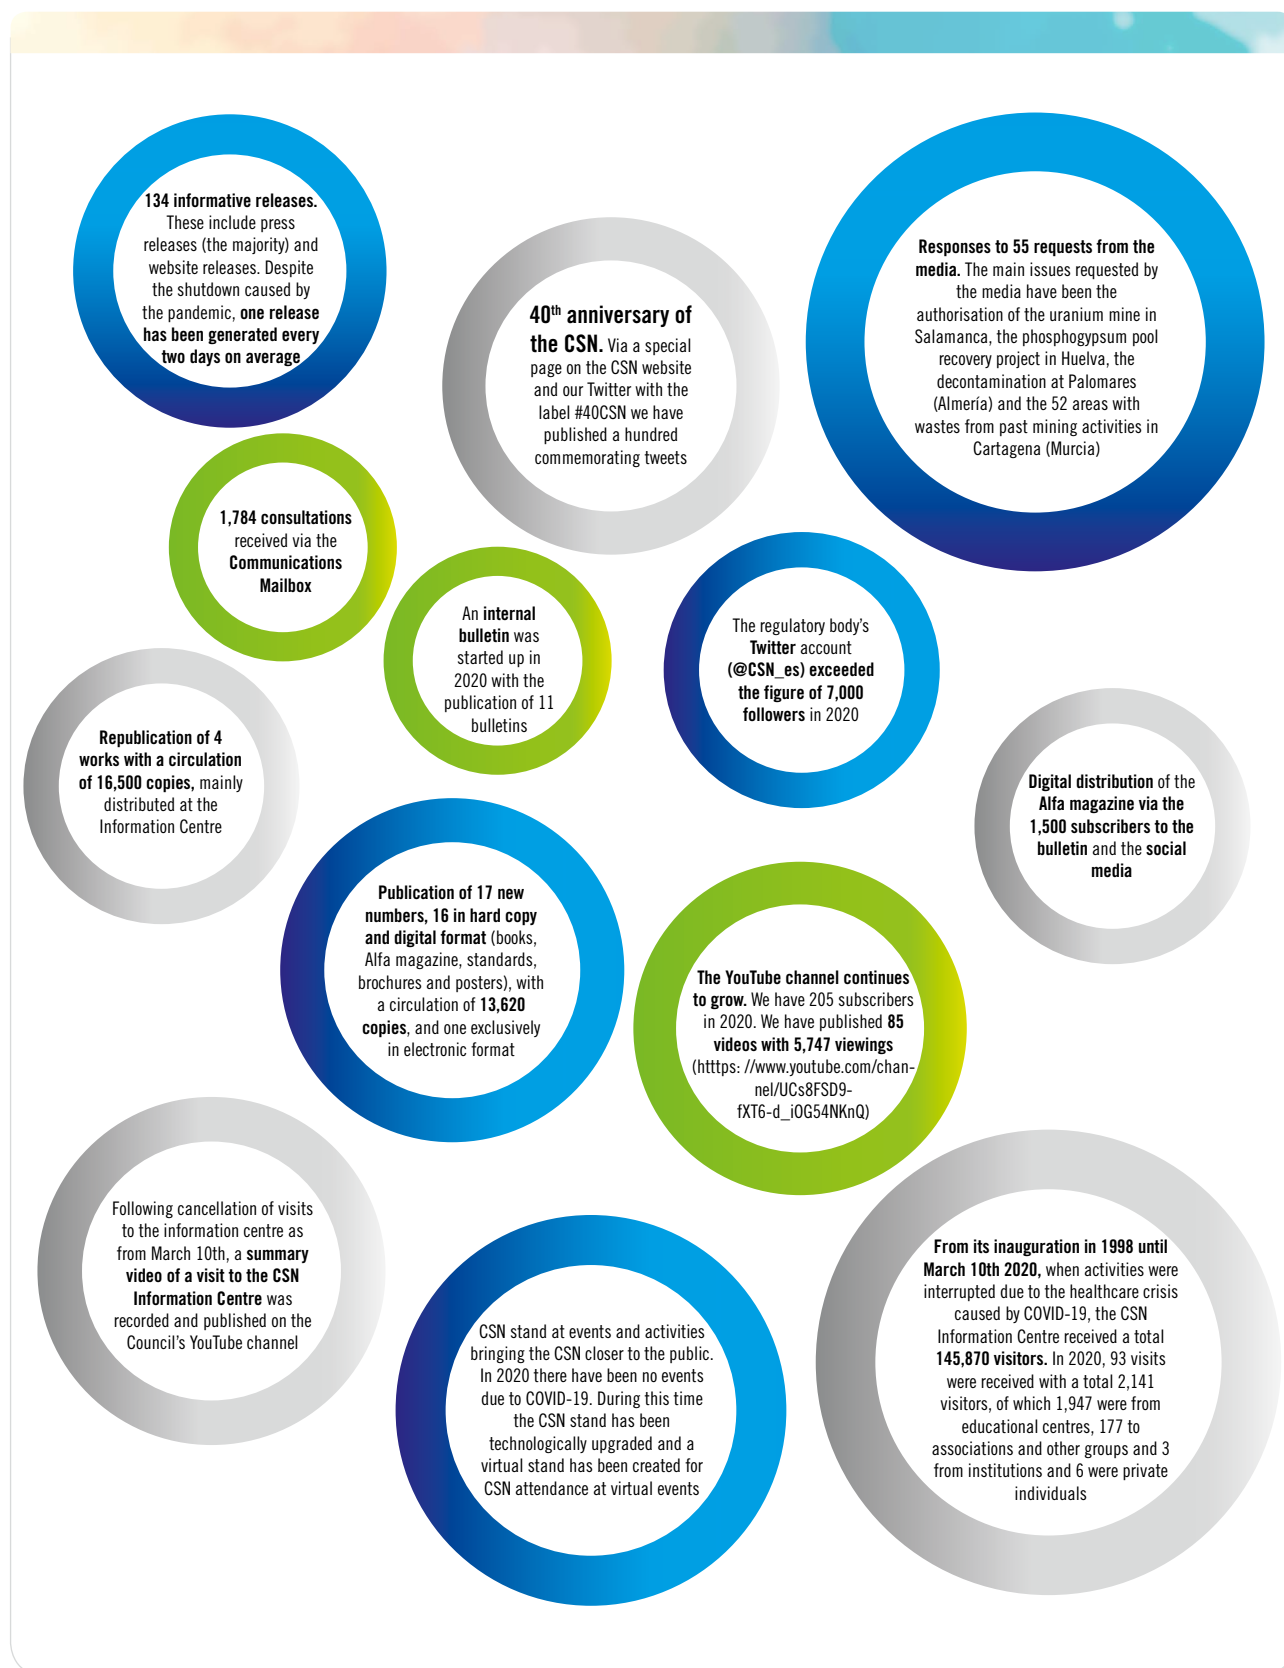 134 informative releases.
These include press
releases (the majority) and
website releases. Despite
the shutdown caused by
the pandemic, one release
has been generated every
two days on average
40th anniversary of
the CSN. Via a special
page on the CSN website
and our Twitter with the
label #40CSN we have
published a hundred
commemorating tweets
Responses to 55 requests from the
media. The main issues requested by
the media have been the
authorisation of the uranium mine in
Salamanca, the phosphogypsum pool
recovery project in Huelva, the
decontamination at Palomares
(Almería) and the 52 areas with
wastes from past mining activities in
Cartagena (Murcia)
1,784 consultations
received via the
Communications
Mailbox
An internal
bulletin was
started up in
2020 with the
publication of 11
bulletins
The regulatory body's
Twitter account
(@CSN_es) exceeded
the figure of 7,000
followers in 2020
Republication of 4
works with a circulation
of 16,500 copies, mainly
distributed at the
Information Centre
Digital distribution of the
Alfa magazine via the
1,500 subscribers to the
bulletin and the social
media
Publication of 17 new
numbers, 16 in hard copy
and digital format (books,
Alfa magazine, standards,
brochures and posters), with
a circulation of 13,620
copies, and one exclusively
in electronic format
The YouTube channel continues
to grow. We have 205 subscribers
in 2020. We have published 85
videos with 5,747 viewings
(htttps: //www.youtube.com/chan-
nel/UCs8FSD9-
fXT6-d_iOG54NKnQ)
Following cancellation of visits
to the information centre as
from March 10th, a summary
video of a visit to the CSN
Information Centre was
recorded and published on the
Council's YouTube channel
CSN stand at events and activities
bringing the CSN closer to the public.
In 2020 there have been no events
due to COVID-19. During this time
the CSN stand has been
technologically upgraded and a
virtual stand has been created for
CSN attendance at virtual events
From its inauguration in 1998 until
March 10th 2020, when activities were
interrupted due to the healthcare crisis
caused by COVID-19, the CSN
Information Centre received a total
145,870 visitors. In 2020, 93 visits
were received with a total 2,141
visitors, of which 1,947 were from
educational centres, 177 to
associations and other groups and 3
from institutions and 6 were private
individuals